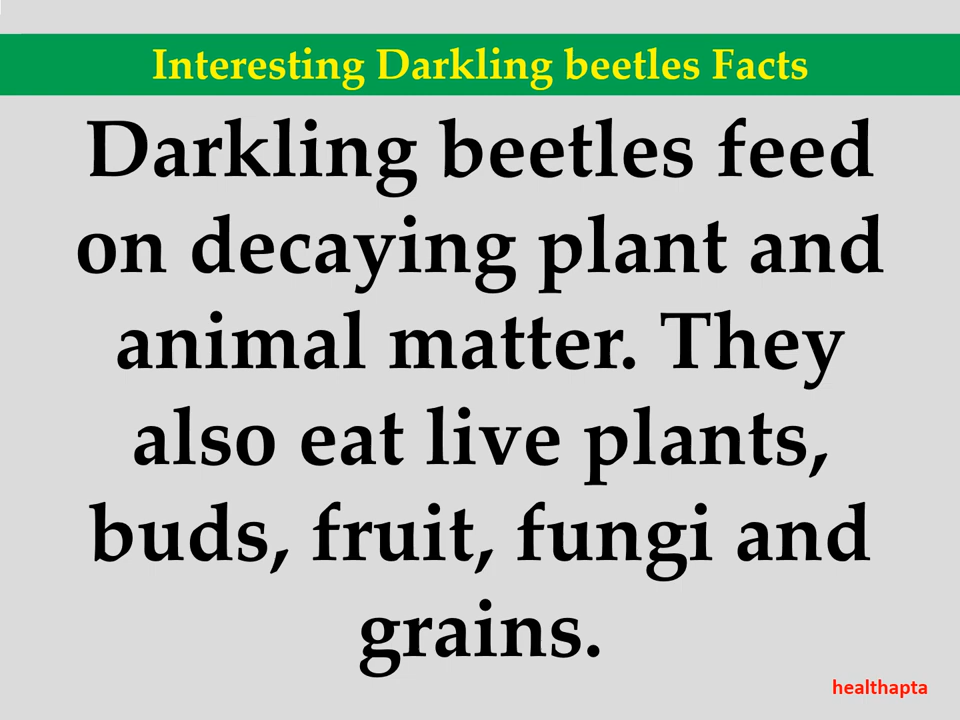 Interesting Darkling beetles Facts
Darkling beetles feed
on decaying plant and
animal matter. They
also eat live plants,
buds, fruit, fungi and
grains.
healthapta